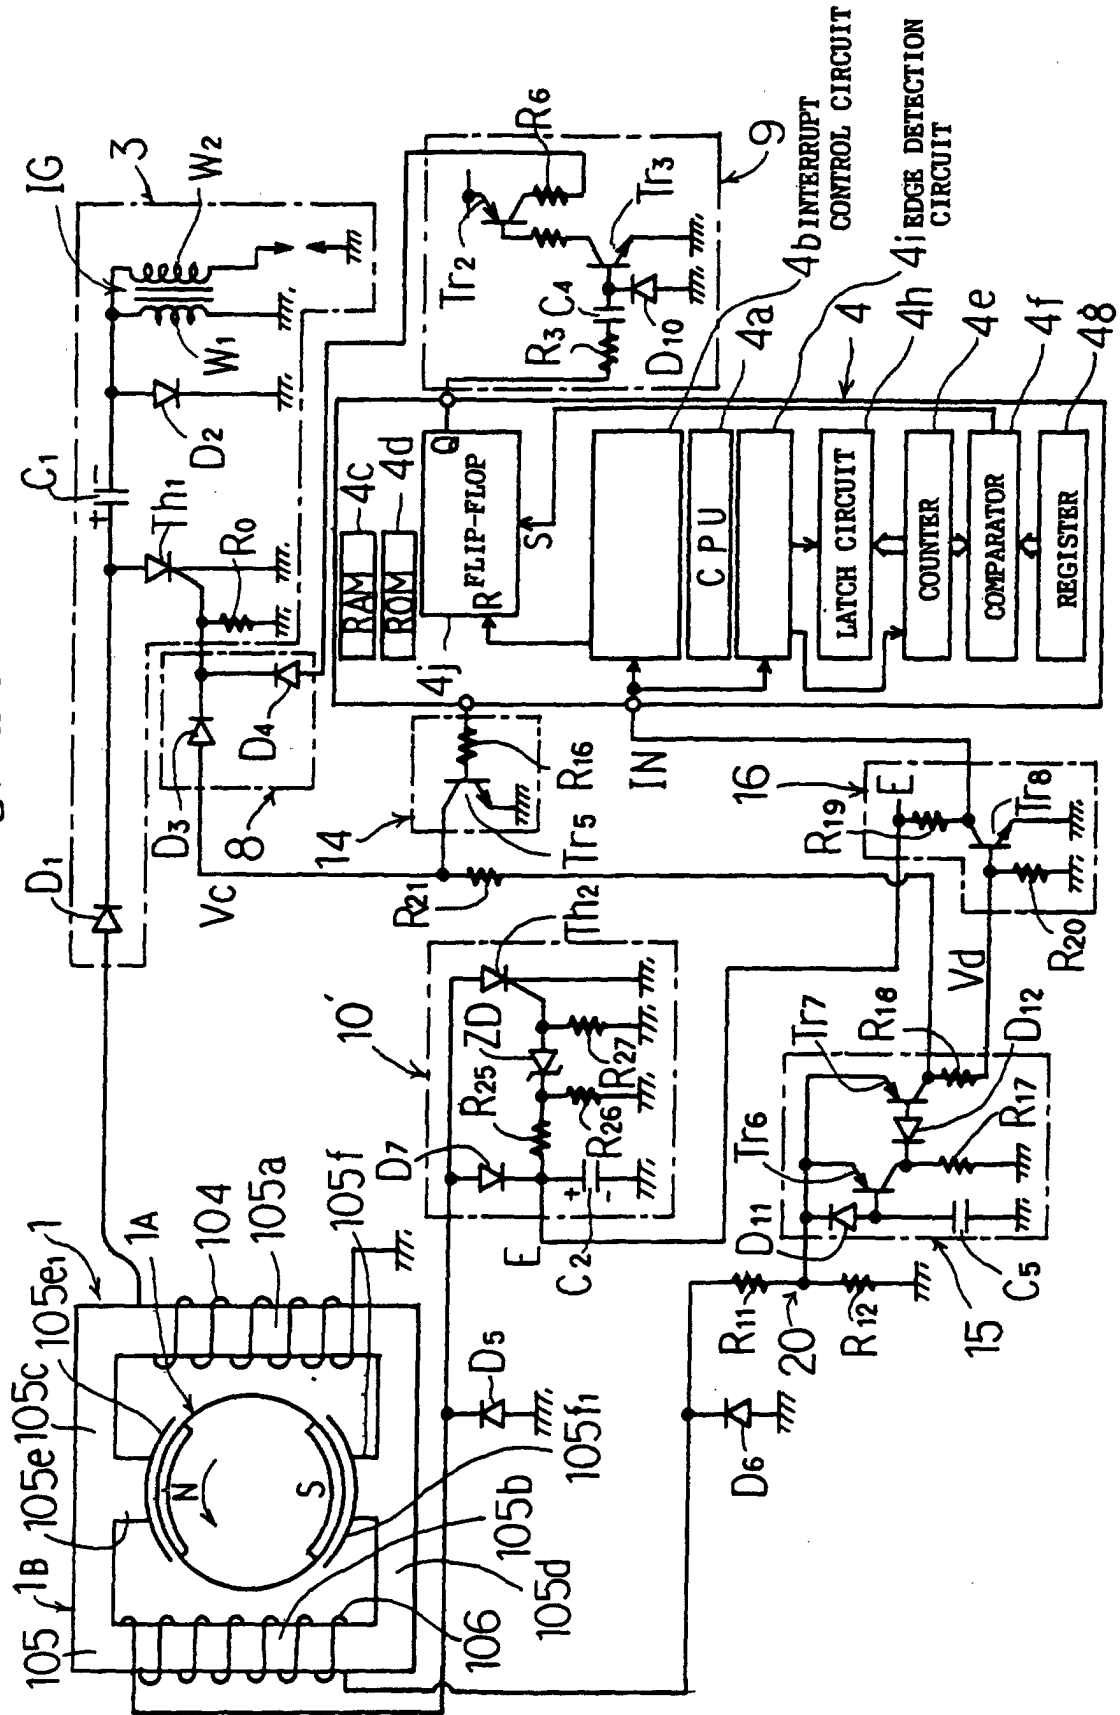 IG
3
W1
W2
C1
+
-
D2
Th1
R0
D1
D3
D4
8
Vc
Tr2
R6
R3
C4
D10
Tr3
9
RAM
4c
ROM
4d
4j
FLIP-FLOP
R
S
Q
4b INTERRUPT
CONTROL CIRCUIT
4a
CPU
4i EDGE DETECTION
CIRCUIT
4
LATCH CIRCUIT
4h
COUNTER
4e
COMPARATOR
4f
REGISTER
48
14
R16
Tr5
R21
IN
16
R19
E
Tr8
R20
Vd
10'
D7
R25
ZD
Th2
R26
R27
E
C2
+
-
Tr7
R18
D12
Tr6
R17
D11
C5
15
R11
20
R12
D5
D6
1
1A
104
105a
105f
105e1
105c
105e
1B
105
N
S
105b
105f1
105d
106